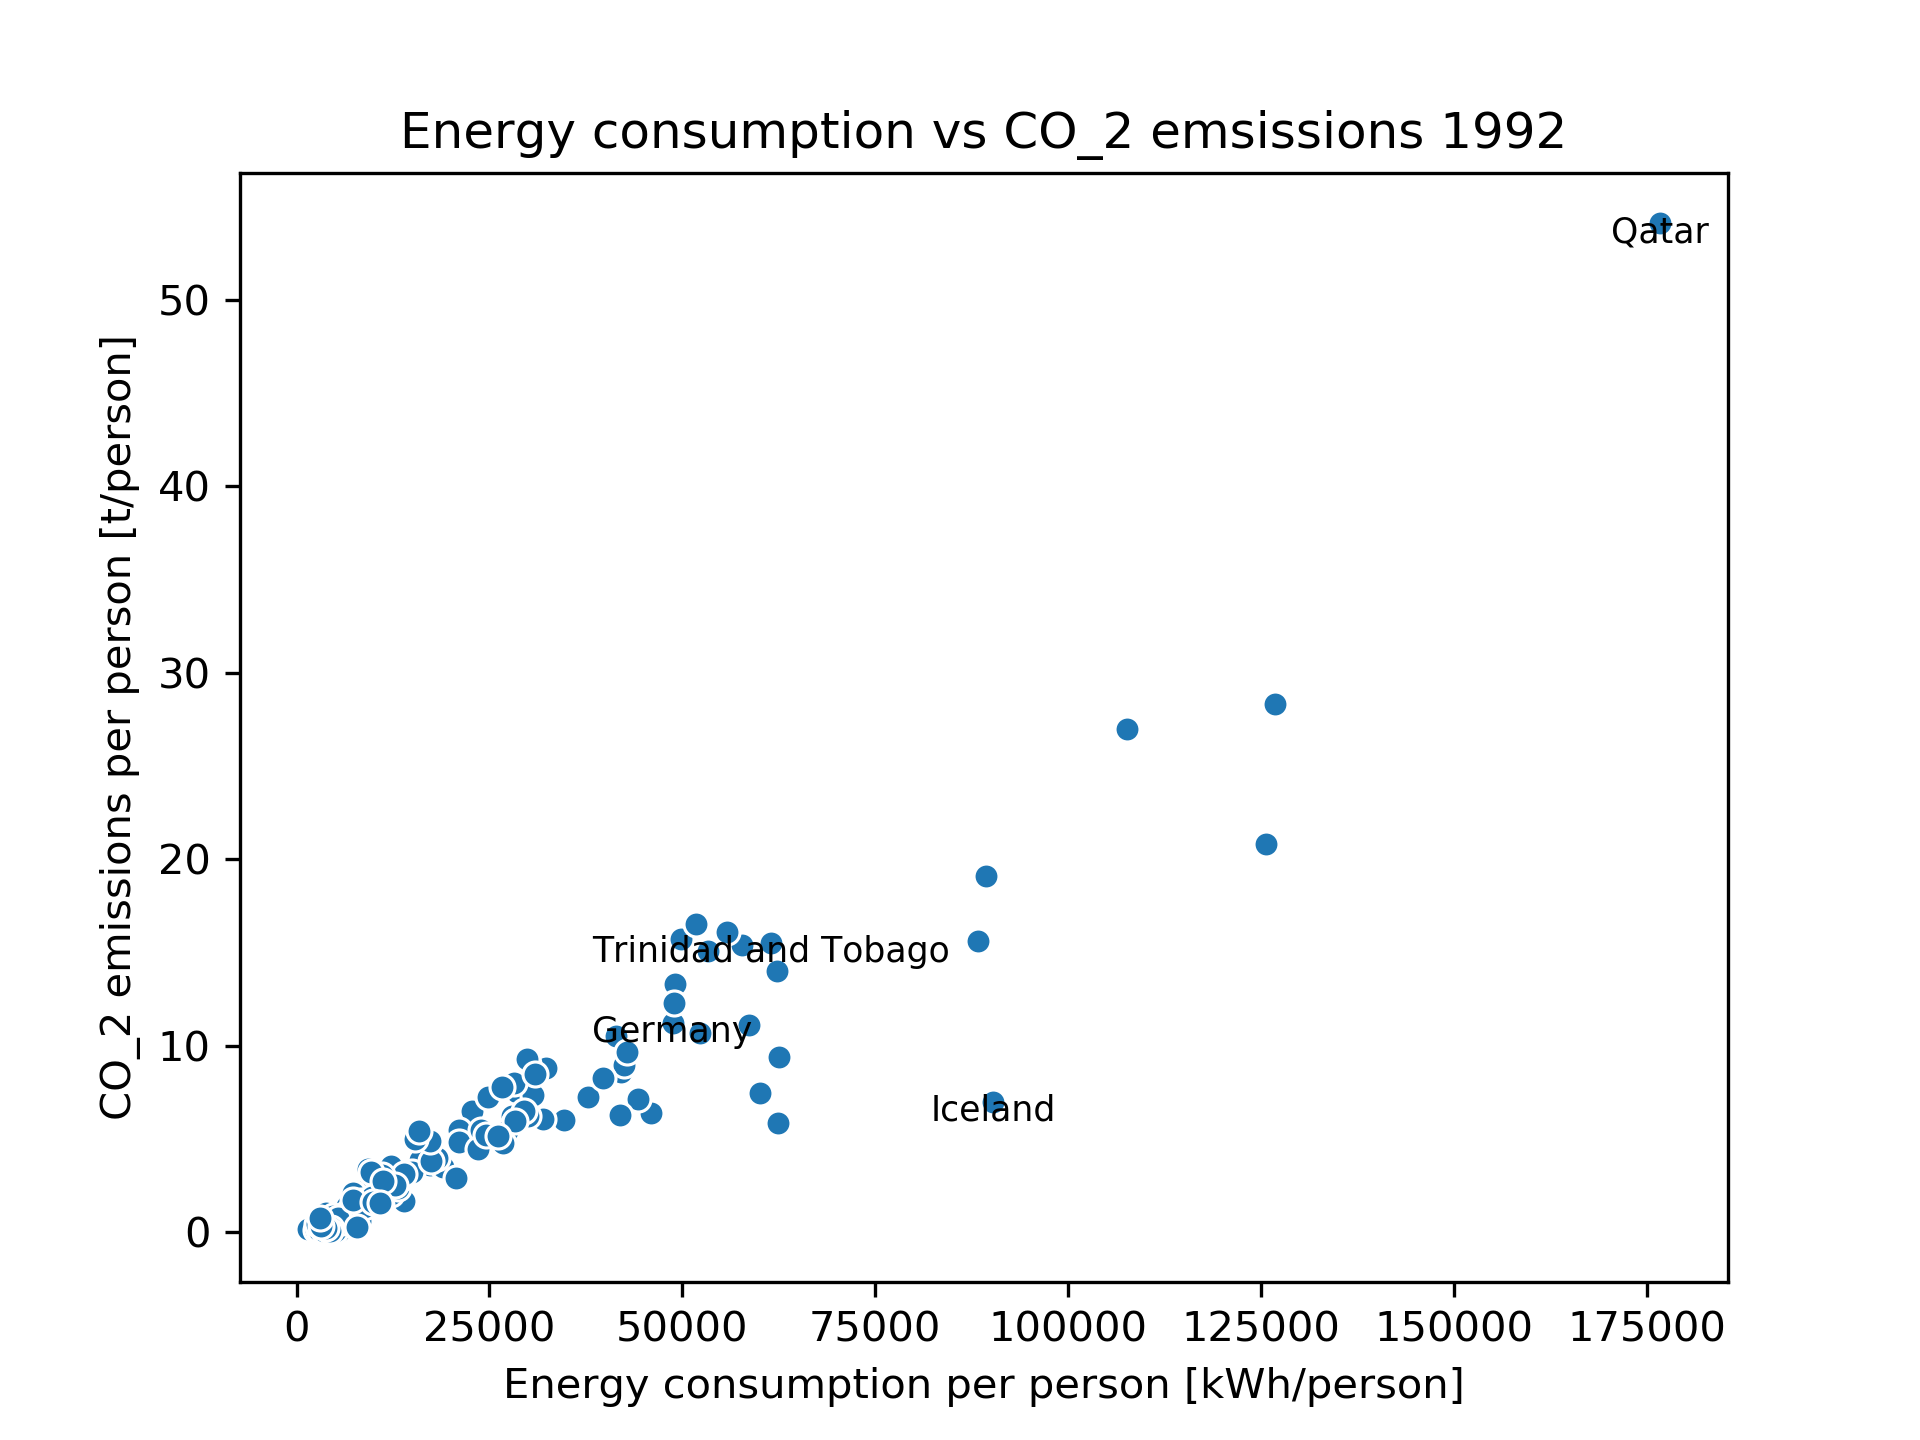 Energy consumption vs CO_2 emsissions 1992
Qatar
50
40
30
20
10
0
CO_2 emissions per person [t/person]
Trinidad and Tobago
Germany
Iceland
0 25000 50000 75000 100000 125000 150000 175000
Energy consumption per person [kWh/person]